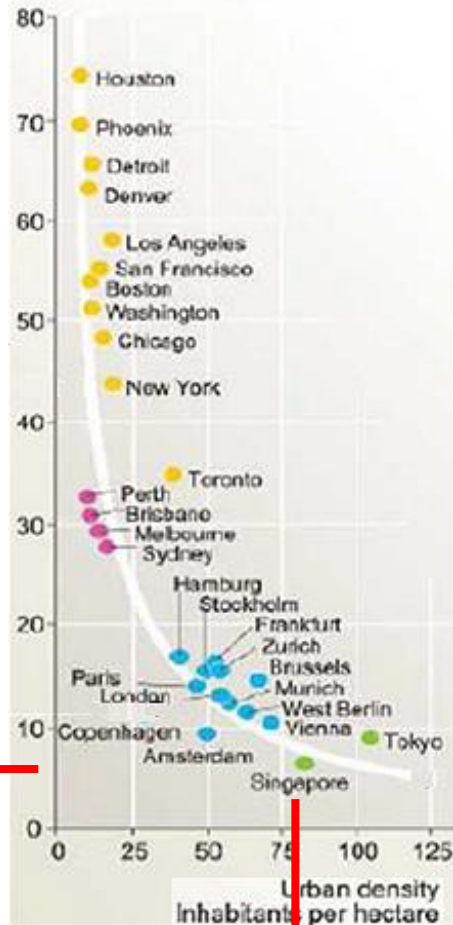 80
Houston
70
Phoenix
Detroit
Denver
60
Los Angeles
San Francisco
Boston
50
Washington
Chicago
New York
40
Toronto
Perth
Brisbane
30
Melbourne
Sydney
Hamburg
Stockholm
20
Frankfurt
Zurich
Brussels
Paris
Munich
London
West Berlin
10
Copenhagen
Vienna
Tokyo
Amsterdam
Singapore
0
0 25 50 75 100 125
Urban density
Inhabitants per hectare